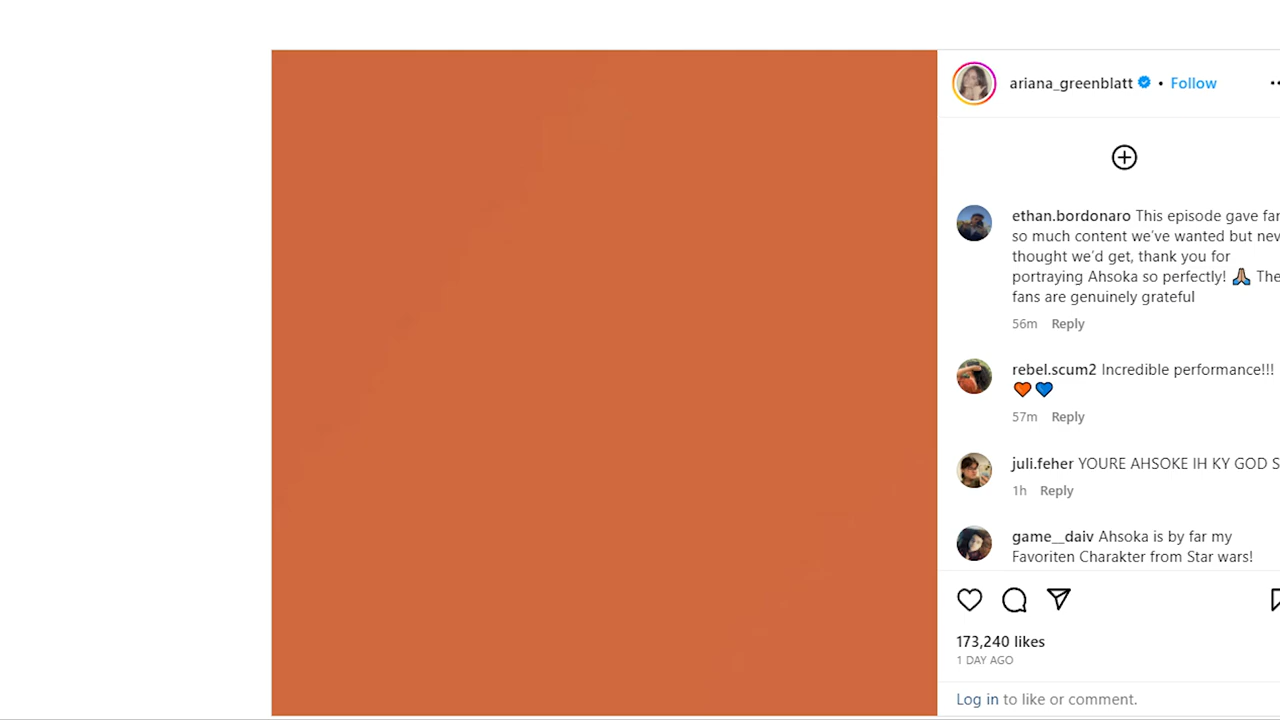 ariana_greenblatt • Follow
ethan.bordonaro This episode gave
so much content we've wanted but
thought we'd get, thank you for
portraying Ahsoka so perfectly! 🙏🏽
fans are genuinely grateful
56m Reply
rebel.scum2 Incredible performance!!!
🧡💙
57m Reply
juli.feher YOURE AHSOKE IH KY GOD
1h Reply
game__daiv Ahsoka is by far my
Favoriten Charakter from Star wars!
173,240 likes
1 DAY AGO
Log in to like or comment.